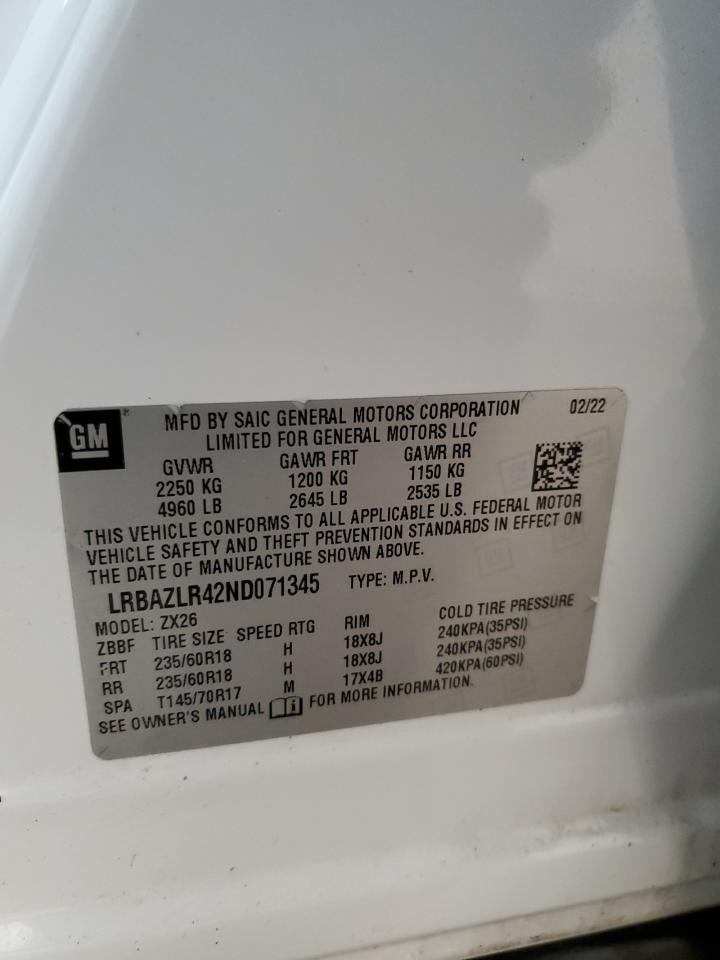 GM
MFD BY SAIC GENERAL MOTORS CORPORATION 02/22
LIMITED FOR GENERAL MOTORS LLC
GVWR GAWR FRT GAWR RR
2250 KG 1200 KG 1150 KG
4960 LB 2645 LB 2535 LB
THIS VEHICLE CONFORMS TO ALL APPLICABLE U.S. FEDERAL MOTOR
VEHICLE SAFETY AND THEFT PREVENTION STANDARDS IN EFFECT ON
THE DATE OF MANUFACTURE SHOWN ABOVE.
LRBAZLR42ND071345 TYPE: M.P.V.
MODEL: ZX26
ZBBF TIRE SIZE SPEED RTG RIM COLD TIRE PRESSURE
FRT 235/60R18 H 18X8J 240KPA(35PSI)
RR 235/60R18 H 18X8J 240KPA(35PSI)
SPA T145/70R17 M 17X4B 420KPA(60PSI)
SEE OWNER'S MANUAL FOR MORE INFORMATION.